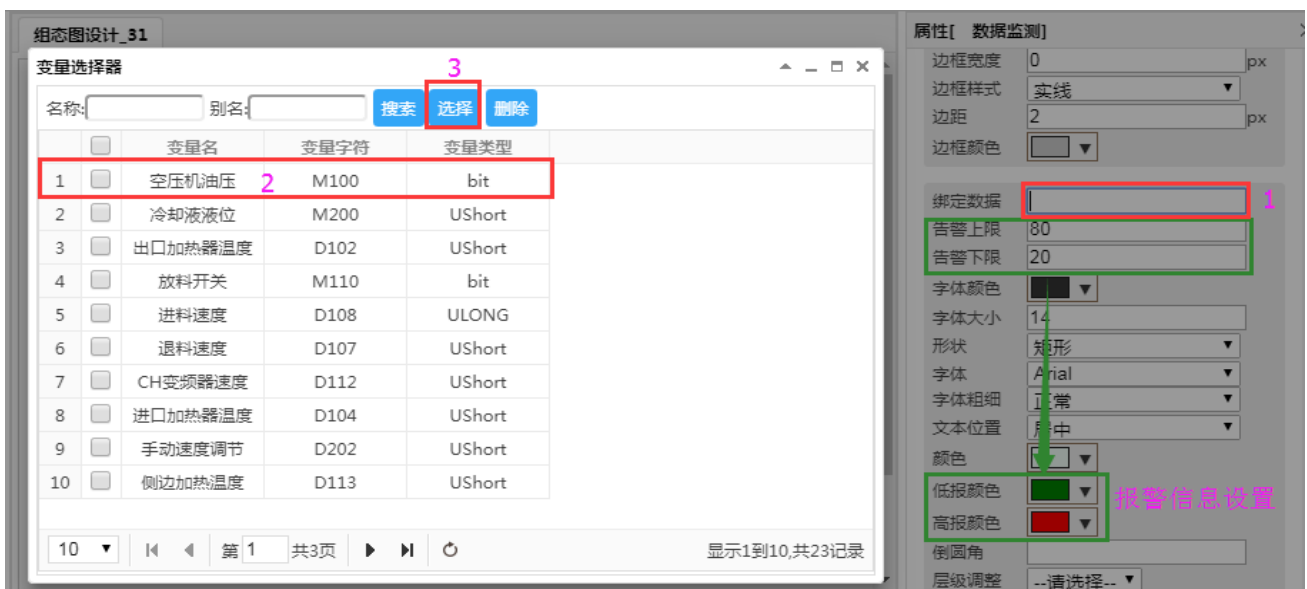 组态图设计_31
变量选择器
3
名称: 别名: 搜索 选择 删除
变量名 变量字符 变量类型
1 空压机油压 2 M100 bit
2 冷却液液位 M200 UShort
3 出口加热器温度 D102 UShort
4 放料开关 M110 bit
5 进料速度 D108 ULONG
6 退料速度 D107 UShort
7 CH变频器速度 D112 UShort
8 进口加热器温度 D104 UShort
9 手动速度调节 D202 UShort
10 侧边加热温度 D113 UShort
10 第 1 共3页 显示1到10,共23记录
属性[ 数据监测]
边框宽度 0 px
边框样式 实线
边距 2 px
边框颜色
绑定数据 1
告警上限 80
告警下限 20
字体颜色
字体大小 14
形状 矩形
字体 Arial
字体粗细 正常
文本位置 居中
颜色
低报颜色
报警信息设置
高报颜色
倒圆角
层级调整 --请选择--